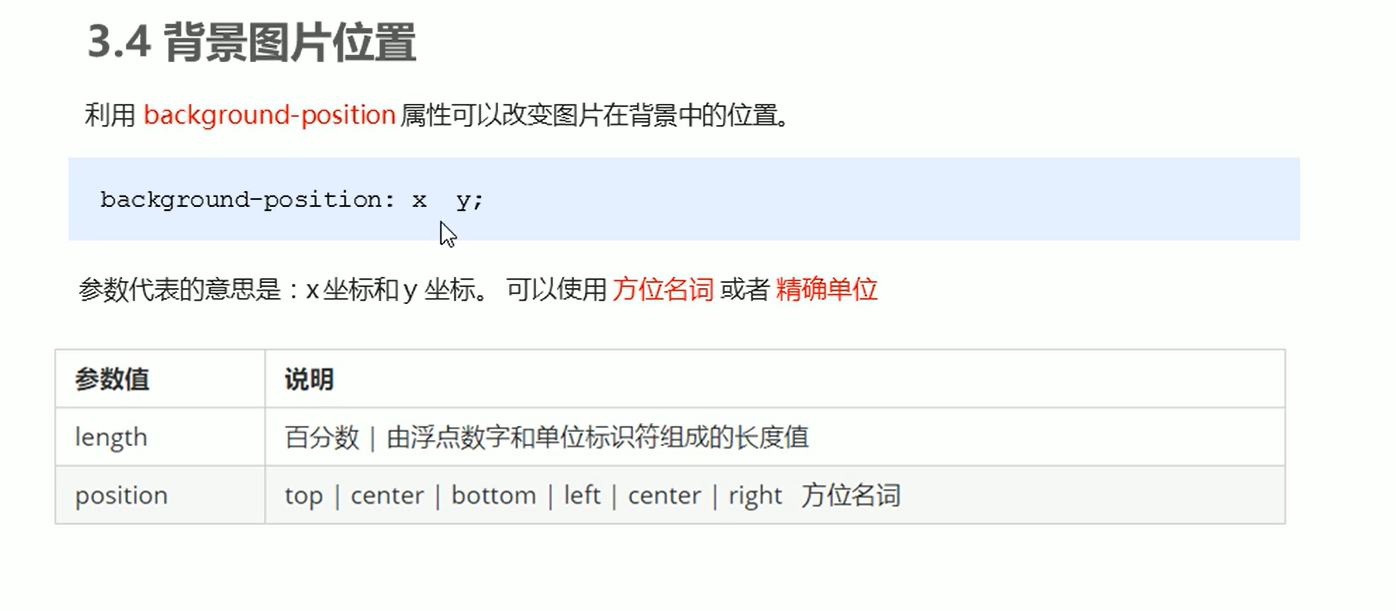 3.4 背景图片位置
利用 background-position 属性可以改变图片在背景中的位置。
background-position: x  y;
参数代表的意思是：x 坐标和 y 坐标。 可以使用 方位名词 或者 精确单位
参数值 说明
length 百分数 | 由浮点数字和单位标识符组成的长度值
position top | center | bottom | left | center | right 方位名词